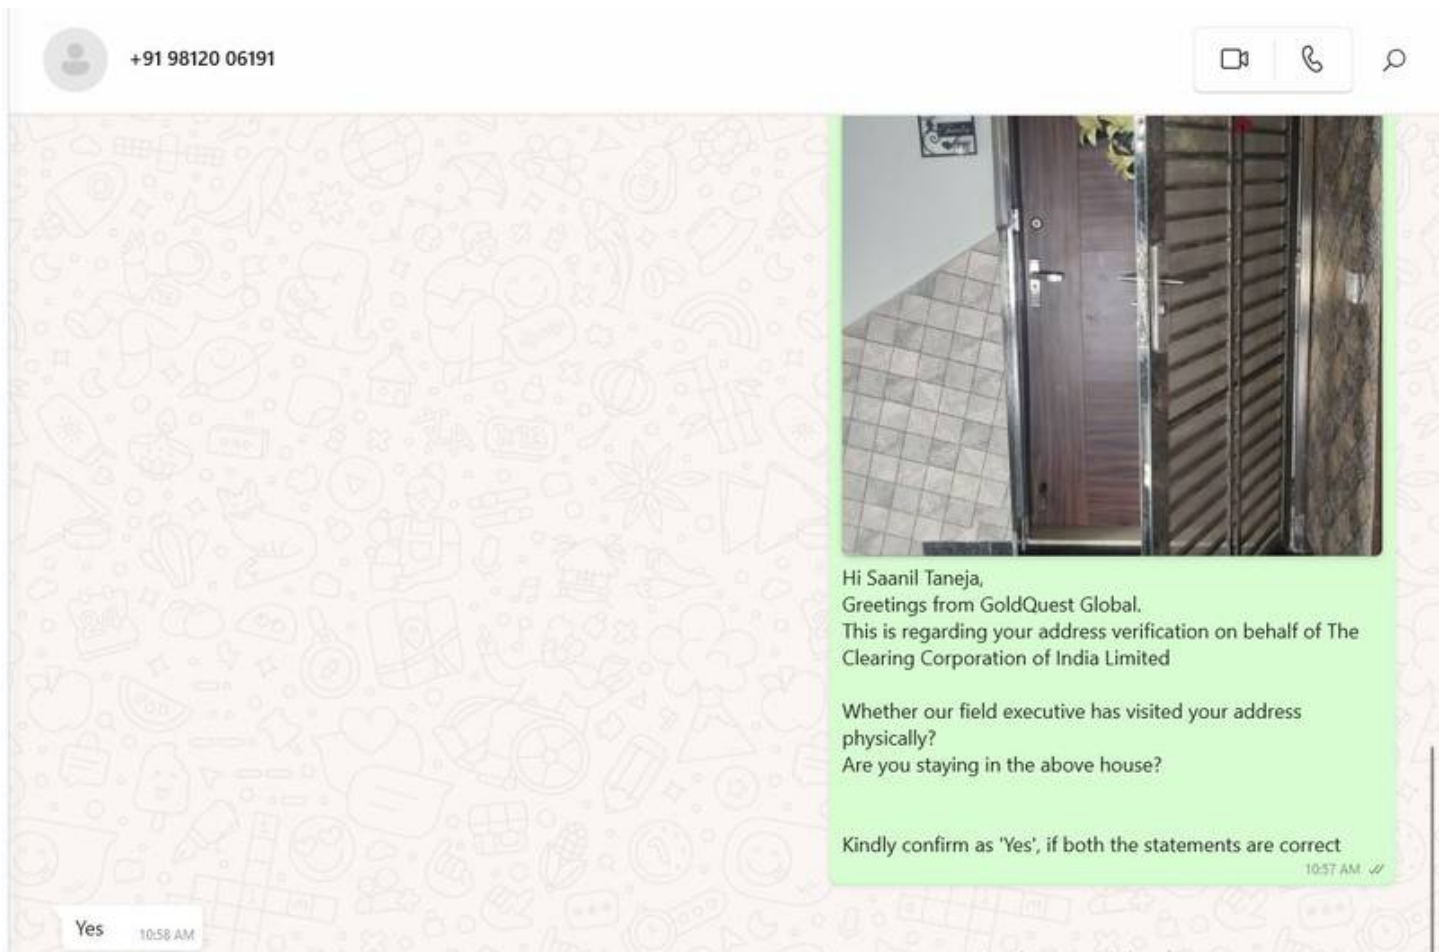 +91 98120 06191
Hi Saanil Taneja,
Greetings from GoldQuest Global.
This is regarding your address verification on behalf of The
Clearing Corporation of India Limited
Whether our field executive has visited your address
physically?
Are you staying in the above house?
Kindly confirm as 'Yes', if both the statements are correct
10:57 AM
Yes
10:58 AM